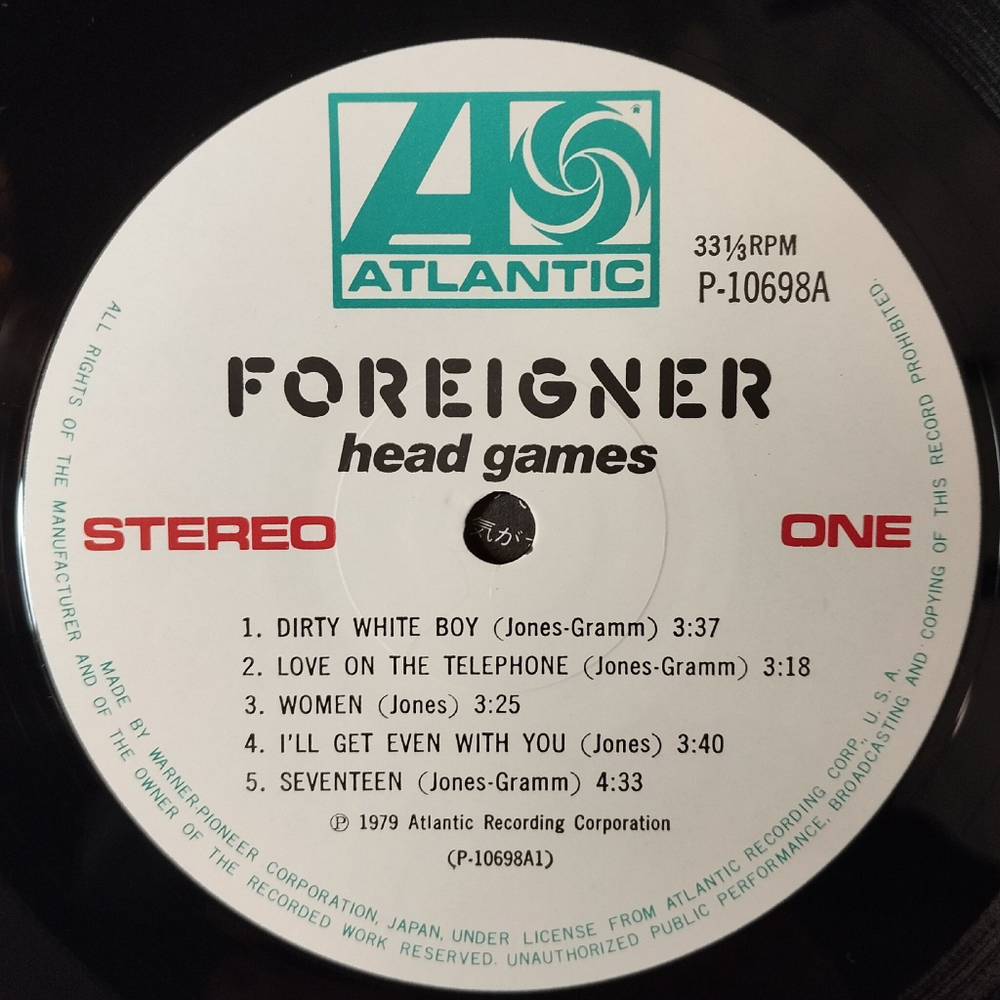 ATLANTIC
33⅓RPM
P-10698A
FOREIGNER
head games
STEREO
ONE
気が
1. DIRTY WHITE BOY (Jones-Gramm) 3:37
2. LOVE ON THE TELEPHONE (Jones-Gramm) 3:18
3. WOMEN (Jones) 3:25
4. I'LL GET EVEN WITH YOU (Jones) 3:40
5. SEVENTEEN (Jones-Gramm) 4:33
Ⓟ 1979 Atlantic Recording Corporation
(P-10698A1)
MADE BY WARNER-PIONEER CORPORATION, JAPAN, UNDER LICENSE FROM ATLANTIC RECORDING CORP., U. S. A.
ALL RIGHTS OF THE MANUFACTURER AND OF THE OWNER OF THE RECORDED WORK RESERVED. UNAUTHORIZED PUBLIC PERFORMANCE, BROADCASTING AND COPYING OF THIS RECORD PROHIBITED.